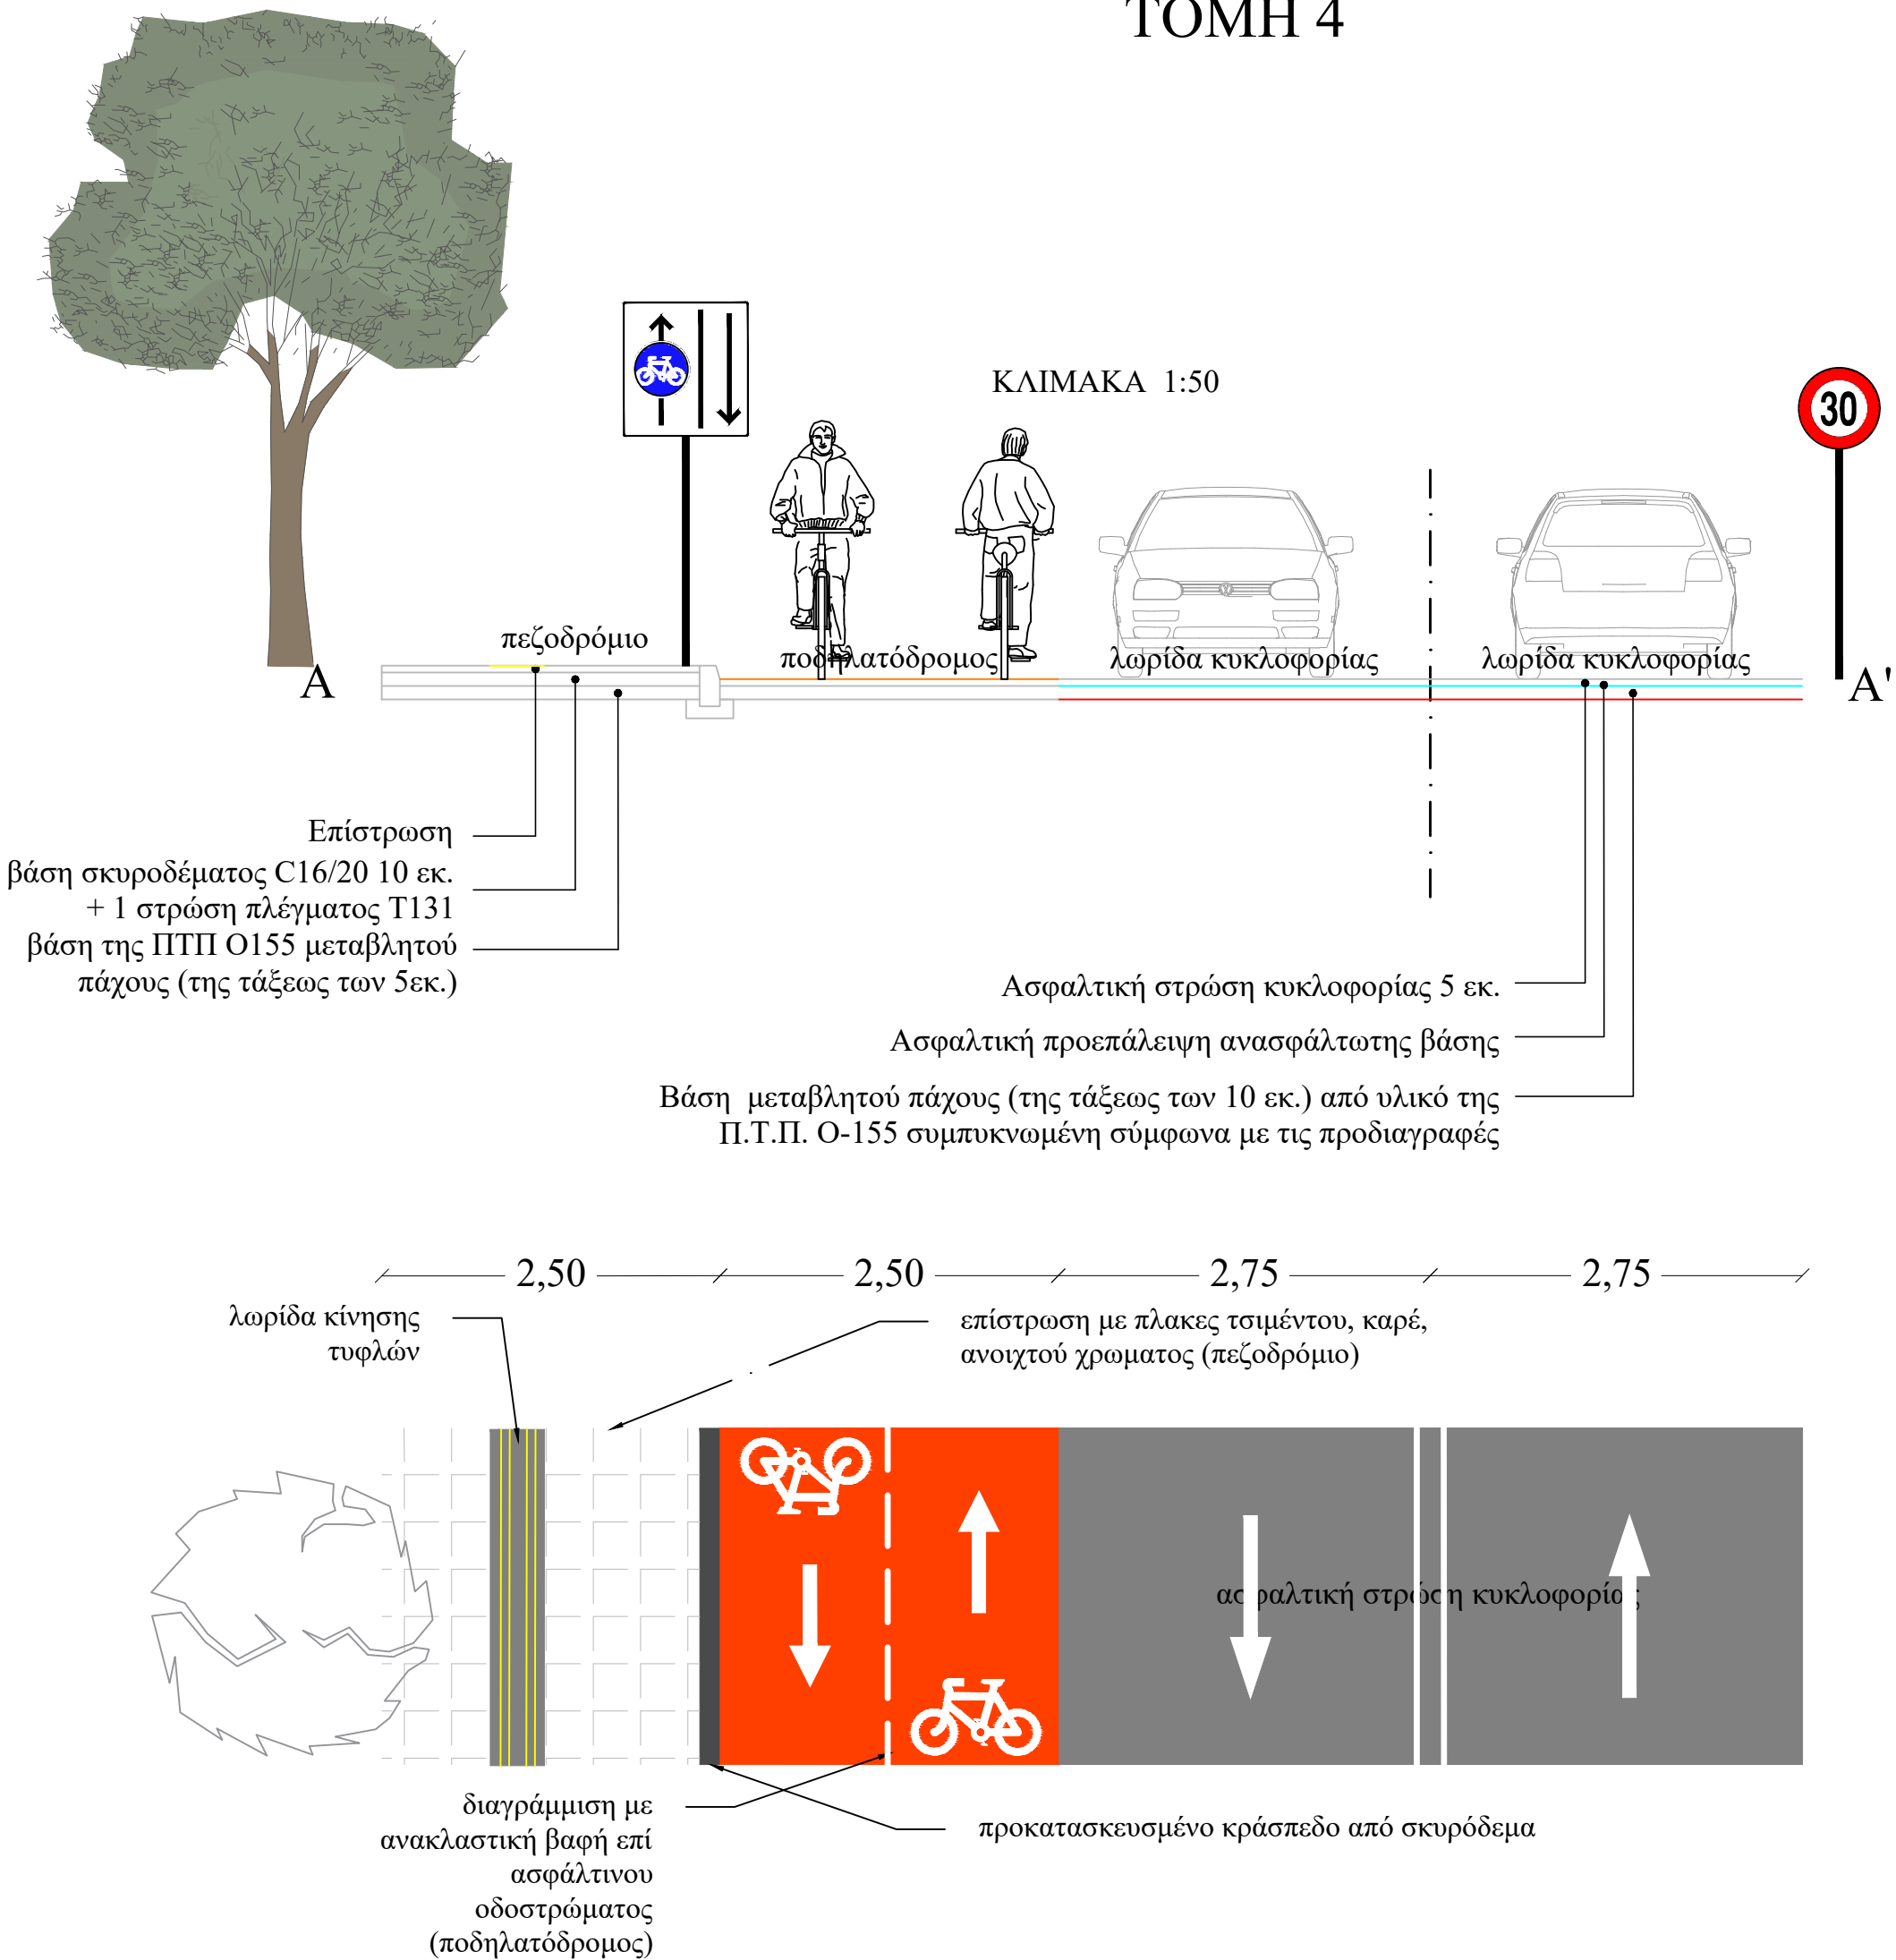 ΤΟΜΗ 4
ΚΛΙΜΑΚΑ 1:50
30
πεζοδρόμιο
ποδηλατόδρομος
λωρίδα κυκλοφορίας
λωρίδα κυκλοφορίας
Α
Α'
Επίστρωση
βάση σκυροδέματος C16/20 10 εκ.
+ 1 στρώση πλέγματος Τ131
βάση της ΠΤΠ Ο155 μεταβλητού
πάχους (της τάξεως των 5εκ.)
Ασφαλτική στρώση κυκλοφορίας 5 εκ.
Ασφαλτική προεπάλειψη ανασφάλτωτης βάσης
Βάση μεταβλητού πάχους (της τάξεως των 10 εκ.) από υλικό της
Π.Τ.Π. Ο-155 συμπυκνωμένη σύμφωνα με τις προδιαγραφές
2,50
2,50
2,75
2,75
λωρίδα κίνησης
τυφλών
επίστρωση με πλακες τσιμέντου, καρέ,
ανοιχτού χρωματος (πεζοδρόμιο)
ασφαλτική στρώση κυκλοφορίας
διαγράμμιση με
ανακλαστική βαφή επί
ασφάλτινου
οδοστρώματος
(ποδηλατόδρομος)
προκατασκευσμένο κράσπεδο από σκυρόδεμα